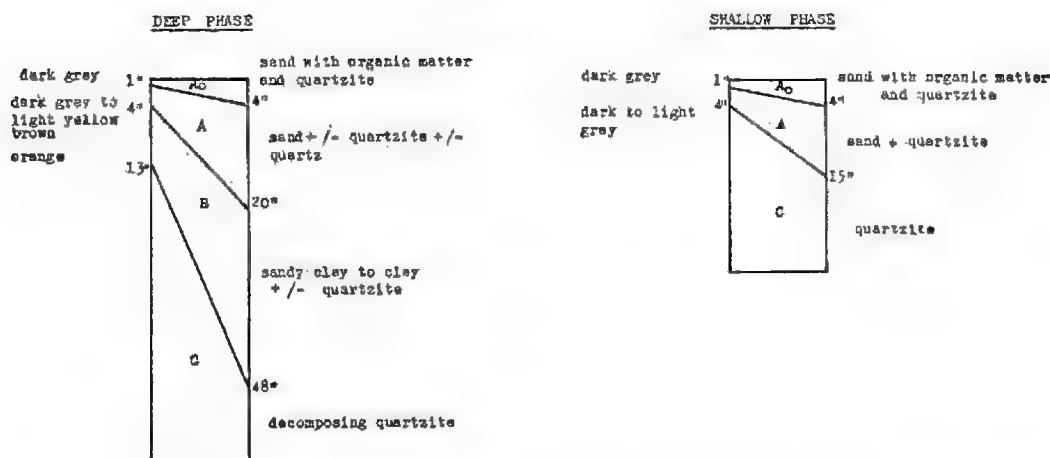 DEEP PHASE
dark grey
dark grey to
light yellow
brown
orange
1"
4"
13"
A₀
A
B
C
4"
20"
48"
sand with organic matter
and quartzite
sand +/- quartzite +/-
quartz
sandy clay to clay
+ /- quartzite
decomposing quartzite
SHALLOW PHASE
dark grey
dark to light
grey
1"
4"
A₀
A
C
4"
15"
sand with organic matter
and quartzite
sand + quartzite
quartzite